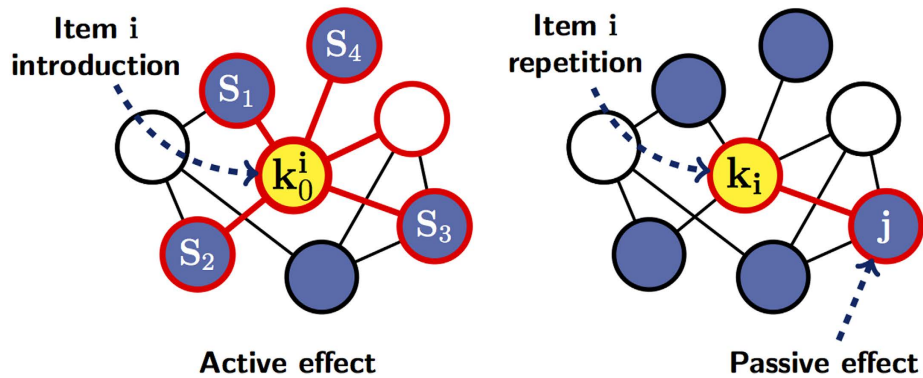 Item i
introduction
S₁
S₄
k₀ⁱ
S₂
S₃
Active effect
Item i
repetition
kᵢ
j
Passive effect